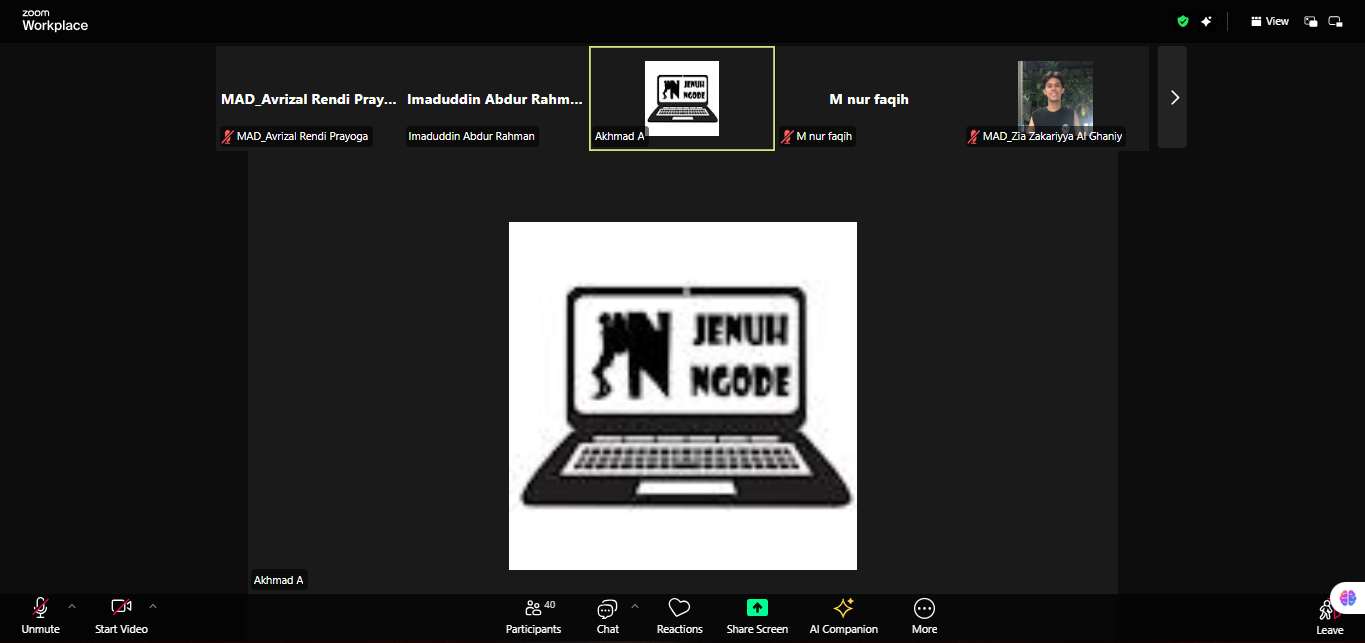 zoom
Workplace
View
MAD_Avrizal Rendi Pray...
MAD_Avrizal Rendi Prayoga
Imaduddin Abdur Rahm...
Imaduddin Abdur Rahman
JENUH
NGODE
Akhmad A
M nur faqih
M nur faqih
MAD_Zia Zakariyya Al Ghaniy
N JENUH
NGODE
Akhmad A
Unmute
Start Video
40
Participants
Chat
Reactions
Share Screen
AI Companion
More
Leave